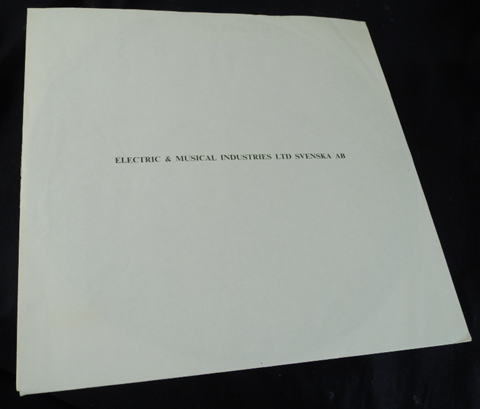 ELECTRIC & MUSICAL INDUSTRIES LTD SVENSKA AB